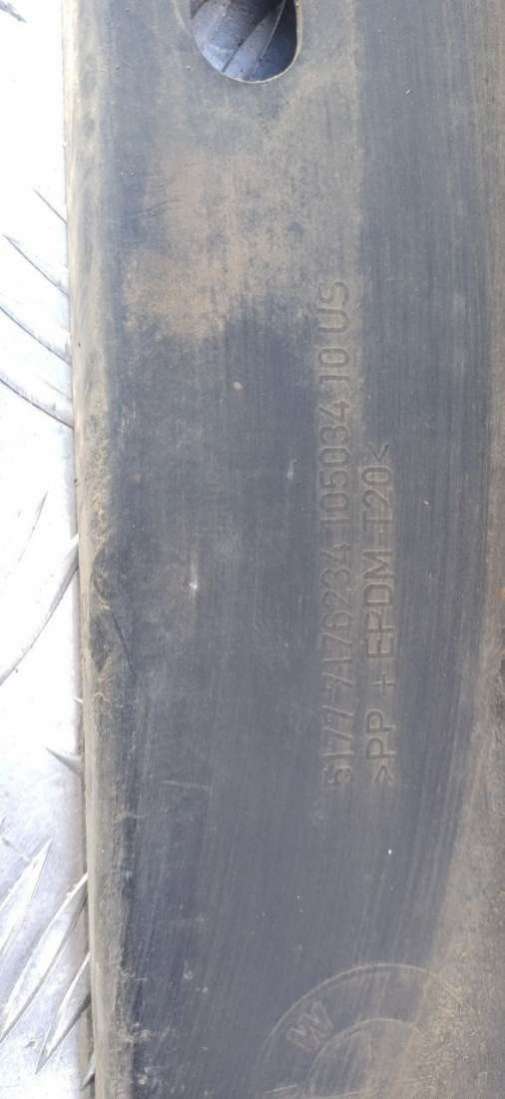 5177 7176234 105034 10 US
>PP + EPDM-T20<
M